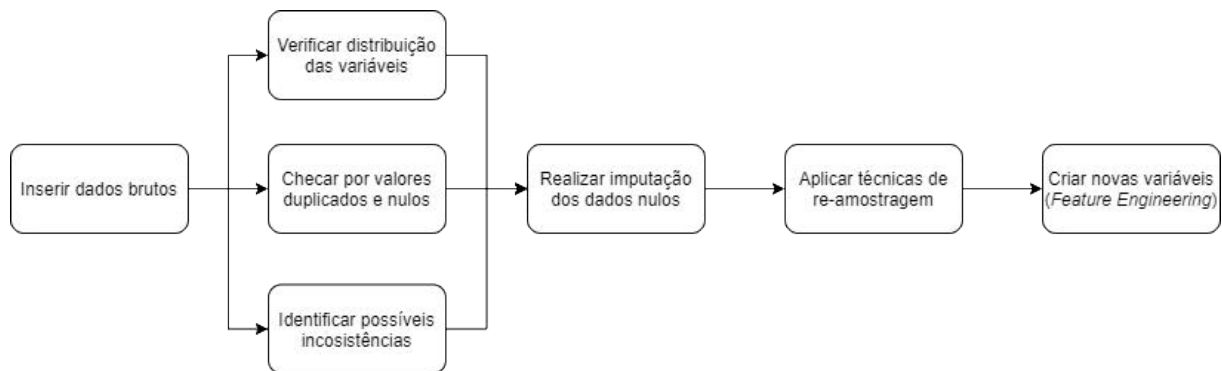 Verificar distribuição
das variáveis
Inserir dados brutos
Checar por valores
duplicados e nulos
Identificar possíveis
incosistências
Realizar imputação
dos dados nulos
Aplicar técnicas de
re-amostragem
Criar novas variáveis
(Feature Engineering)